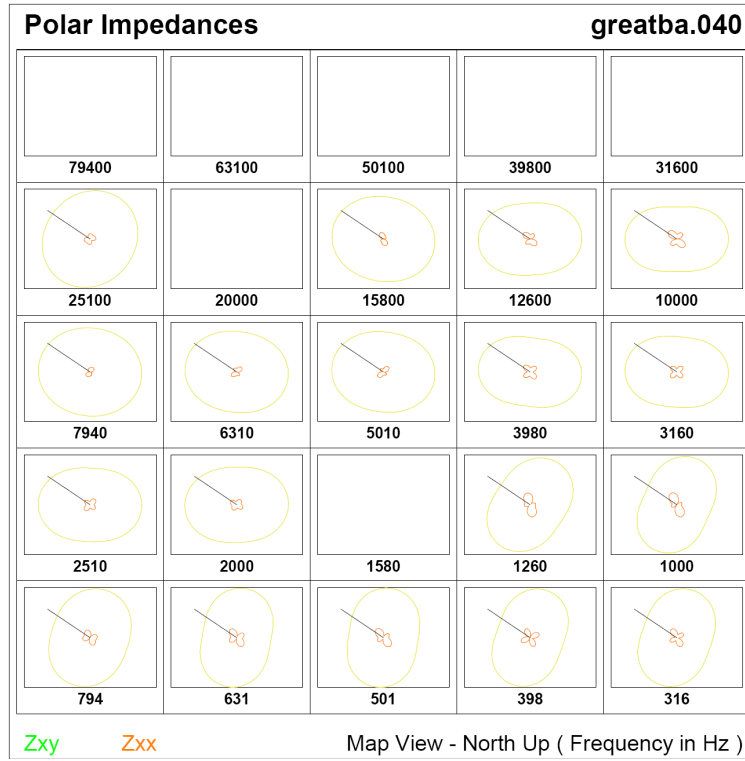 Polar Impedances greatba.040
79400 63100 50100 39800 31600
25100 20000 15800 12600 10000
7940 6310 5010 3980 3160
2510 2000 1580 1260 1000
794 631 501 398 316
Zxy Zxx Map View - North Up ( Frequency in Hz )